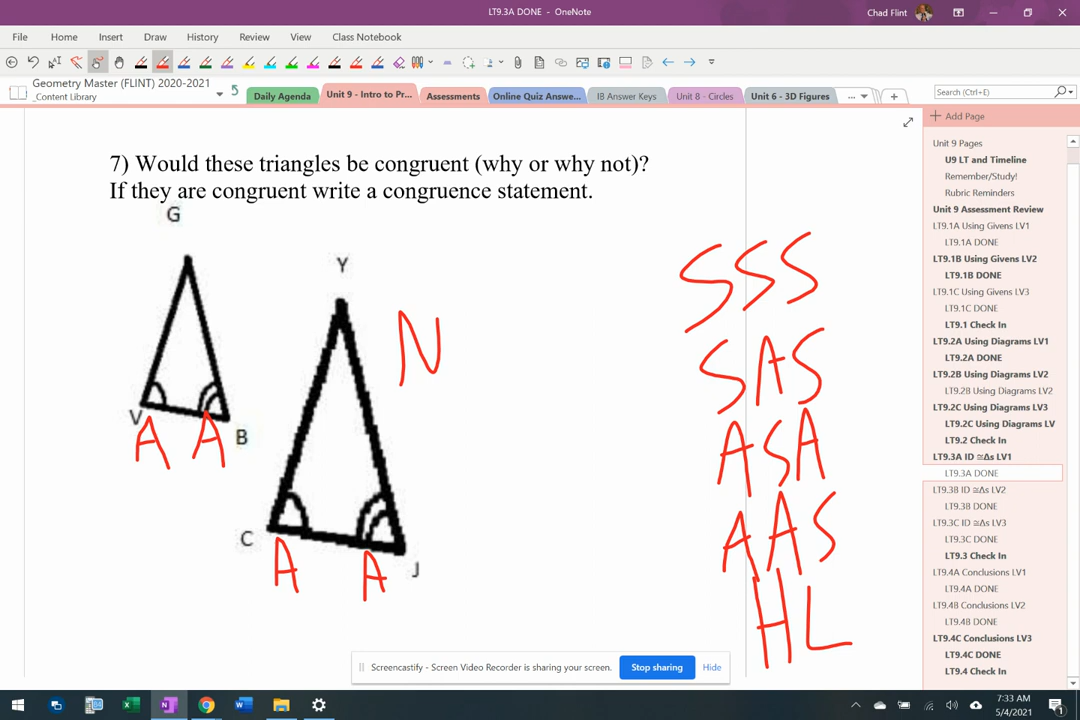 LT9.3A DONE - OneNote
Chad Flint
File Home Insert Draw History Review View Help Class Notebook
Geometry Master (FLINT) 2020-2021
_Content Library
Daily Agenda
Unit 9 - Intro to Pr...
Assessments
Online Quiz Answe...
IB Answer Keys
Unit 8 - Circles
Unit 6 - 3D Figures
...
Search (Ctrl+E)
Add Page
7) Would these triangles be congruent (why or why not)?
If they are congruent write a congruence statement.
G
Y
N
V
B
A A
C
J
A A
SSS
SAS
ASA
AAS
HL
Unit 9 Pages
U9 LT and Timeline
Remember/Study!
Rubric Reminders
Unit 9 Assessment Review
LT9.1A Using Givens LV1
LT9.1A DONE
LT9.1B Using Givens LV2
LT9.1B DONE
LT9.1C Using Givens LV3
LT9.1C DONE
LT9.1 Check In
LT9.2A Using Diagrams LV1
LT9.2A DONE
LT9.2B Using Diagrams LV2
LT9.2B Using Diagrams LV2
LT9.2C Using Diagrams LV3
LT9.2C Using Diagrams LV
LT9.2 Check In
LT9.3A ID ≅Δs LV1
LT9.3A DONE
LT9.3B ID ≅Δs LV2
LT9.3B DONE
LT9.3C ID ≅Δs LV3
LT9.3C DONE
LT9.3 Check In
LT9.4A Conclusions LV1
LT9.4A DONE
LT9.4B Conclusions LV2
LT9.4B DONE
LT9.4C Conclusions LV3
LT9.4C DONE
LT9.4 Check In
Screencastify - Screen Video Recorder is sharing your screen.
Stop sharing
Hide
7:33 AM
5/4/2021